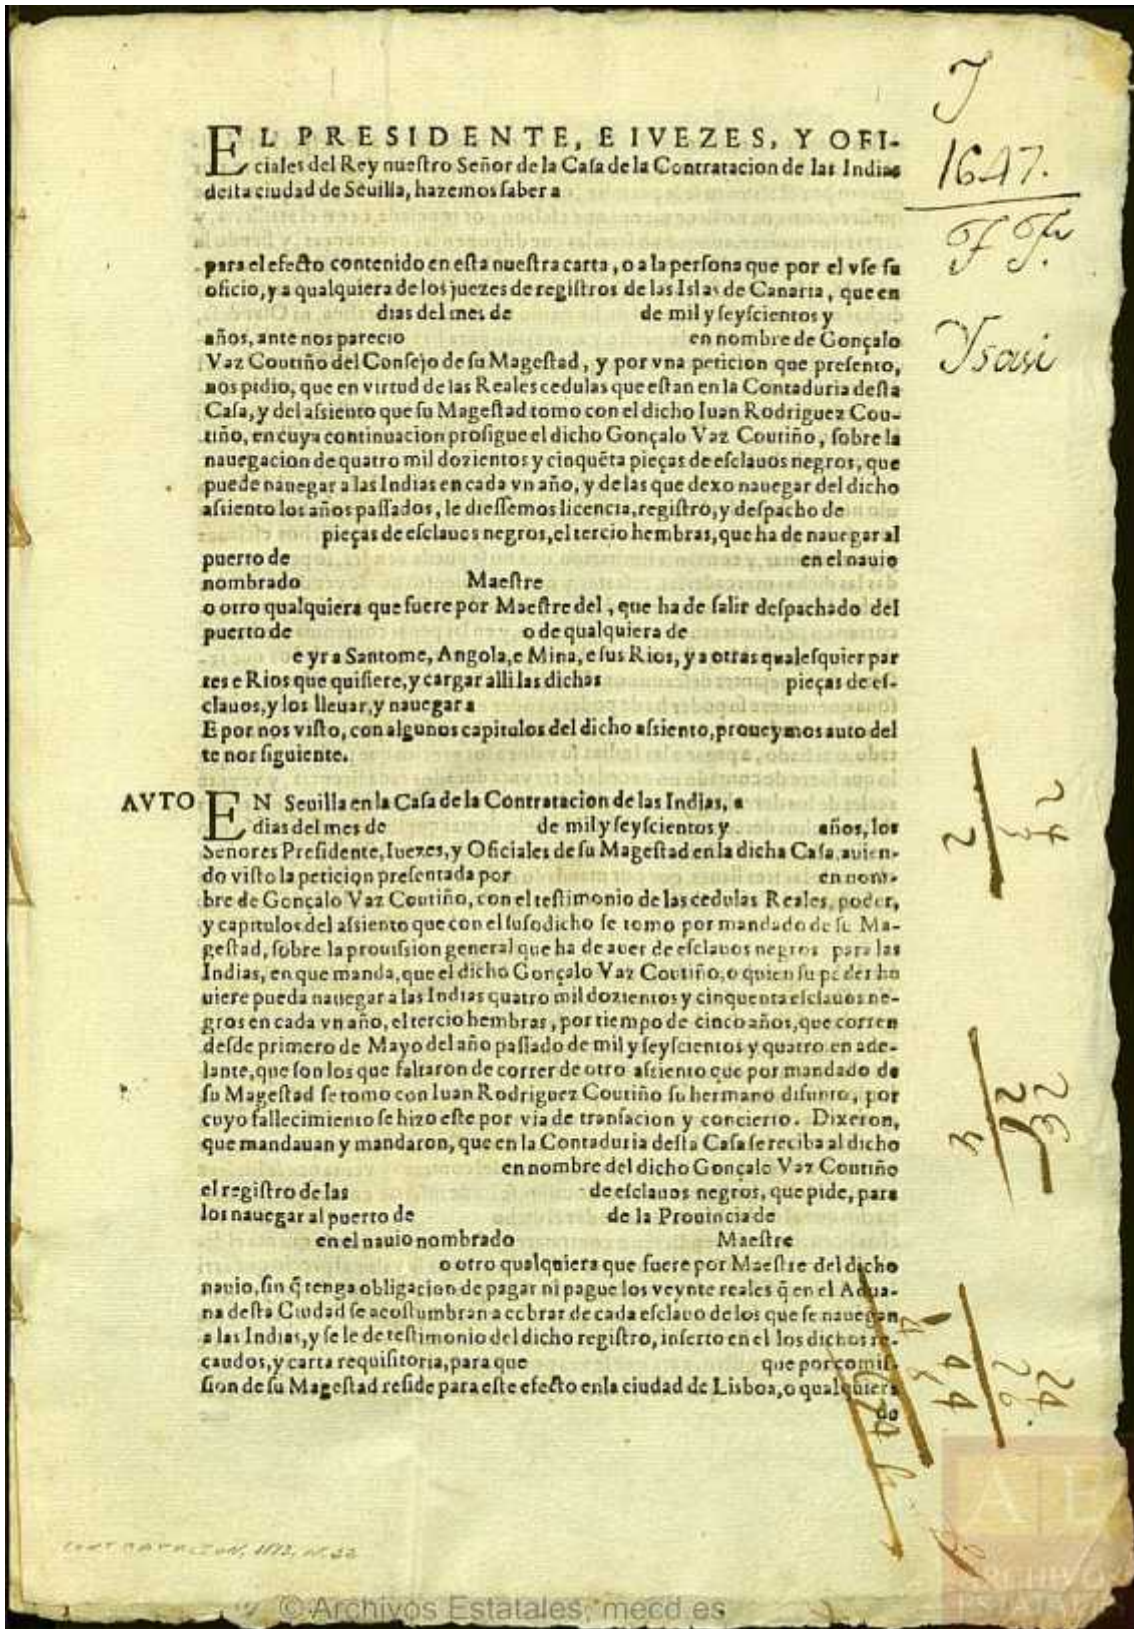 EL PRESIDENTE, E IVEZES, Y OFI-
ciales del Rey nuestro Señor de la Casa de la Contratacion de las Indias
desta ciudad de Seuilla, hazemos saber a
para el efecto contenido en esta nuestra carta, o a la persona que por el vse su
oficio, y a qualquiera de los juezes de registros de las Islas de Canaria, que en
dias del mes de de mil y seyscientos y
años, ante nos parecio en nombre de Gonçalo
Vaz Coutiño del Consejo de su Magestad, y por vna peticion que presento,
nos pidio, que en virtud de las Reales cedulas que estan en la Contaduria desta
Casa, y del assiento que su Magestad tomo con el dicho Iuan Rodriguez Cou-
tiño, en cuya continuacion prosigue el dicho Gonçalo Vaz Coutiño, sobre la
nauegacion de quatro mil dozientos y cinquẽta pieças de esclauos negros, que
puede nauegar a las Indias en cada vn año, y de las que dexo nauegar del dicho
assiento los años passados, le diessemos licencia, registro, y despacho de
pieças de esclauos negros, el tercio hembras, que ha de nauegar al
puerto de en el nauio
nombrado Maestre
o otro qualquiera que fuere por Maestre del, que ha de salir despachado del
puerto de o de qualquiera de
e yr a Santome, Angola, e Mina, e sus Rios, y a otras qualesquier par
tes e Rios que quisiere, y cargar alli las dichas pieças de es-
clauos, y los lleuar, y nauegar a
E por nos visto, con algunos capitulos del dicho assiento, proueymos auto del
tenor siguiente.
AVTO EN Seuilla en la Casa de la Contratacion de las Indias, a
dias del mes de de mil y seyscientos y años, los
Señores Presidente, Iuezes, y Oficiales de su Magestad en la dicha Casa, auien-
do visto la peticion presentada por en nom-
bre de Gonçalo Vaz Coutiño, con el testimonio de las cedulas Reales, poder,
y capitulos del assiento que con el susodicho se tomo por mandado de su Ma-
gestad, sobre la prouission general que ha de auer de esclauos negros para las
Indias, en que manda, que el dicho Gonçalo Vaz Coutiño, o quien su poder hu
uiere pueda nauegar a las Indias quatro mil dozientos y cinquenta esclauos ne-
gros en cada vn año, el tercio hembras, por tiempo de cinco años, que corren
desde primero de Mayo del año passado de mil y seyscientos y quatro en ade-
lante, que son los que faltaron de correr de otro assiento que por mandado de
su Magestad se tomo con Iuan Rodriguez Coutiño su hermano difunto, por
cuyo fallecimiento se hizo este por via de transacion y concierto. Dixeron,
que mandauan y mandaron, que en la Contaduria desta Casa se reciba al dicho
en nombre del dicho Gonçalo Vaz Coutiño
el registro de las de esclauos negros, que pide, para
los nauegar al puerto de de la Prouincia de
en el nauio nombrado Maestre
o otro qualquiera que fuere por Maestre del dicho
nauio, sin q̃ tenga obligacion de pagar ni pague los veynte reales q̃ en el Adua-
na desta Ciudad se acostumbran a cobrar de cada esclauo de los que se nauegan
a las Indias, y se le de testimonio del dicho registro, inserto en el los dichos re-
caudos, y carta requisitoria, para que que por comis-
sion de su Magestad reside para este efecto en la ciudad de Lisboa, o qualquiera
de
1647.
Ysasi
CONTRATACION,
© Archivos Estatales, mecd.es
A E
ARCHIVOS
ESTATALES